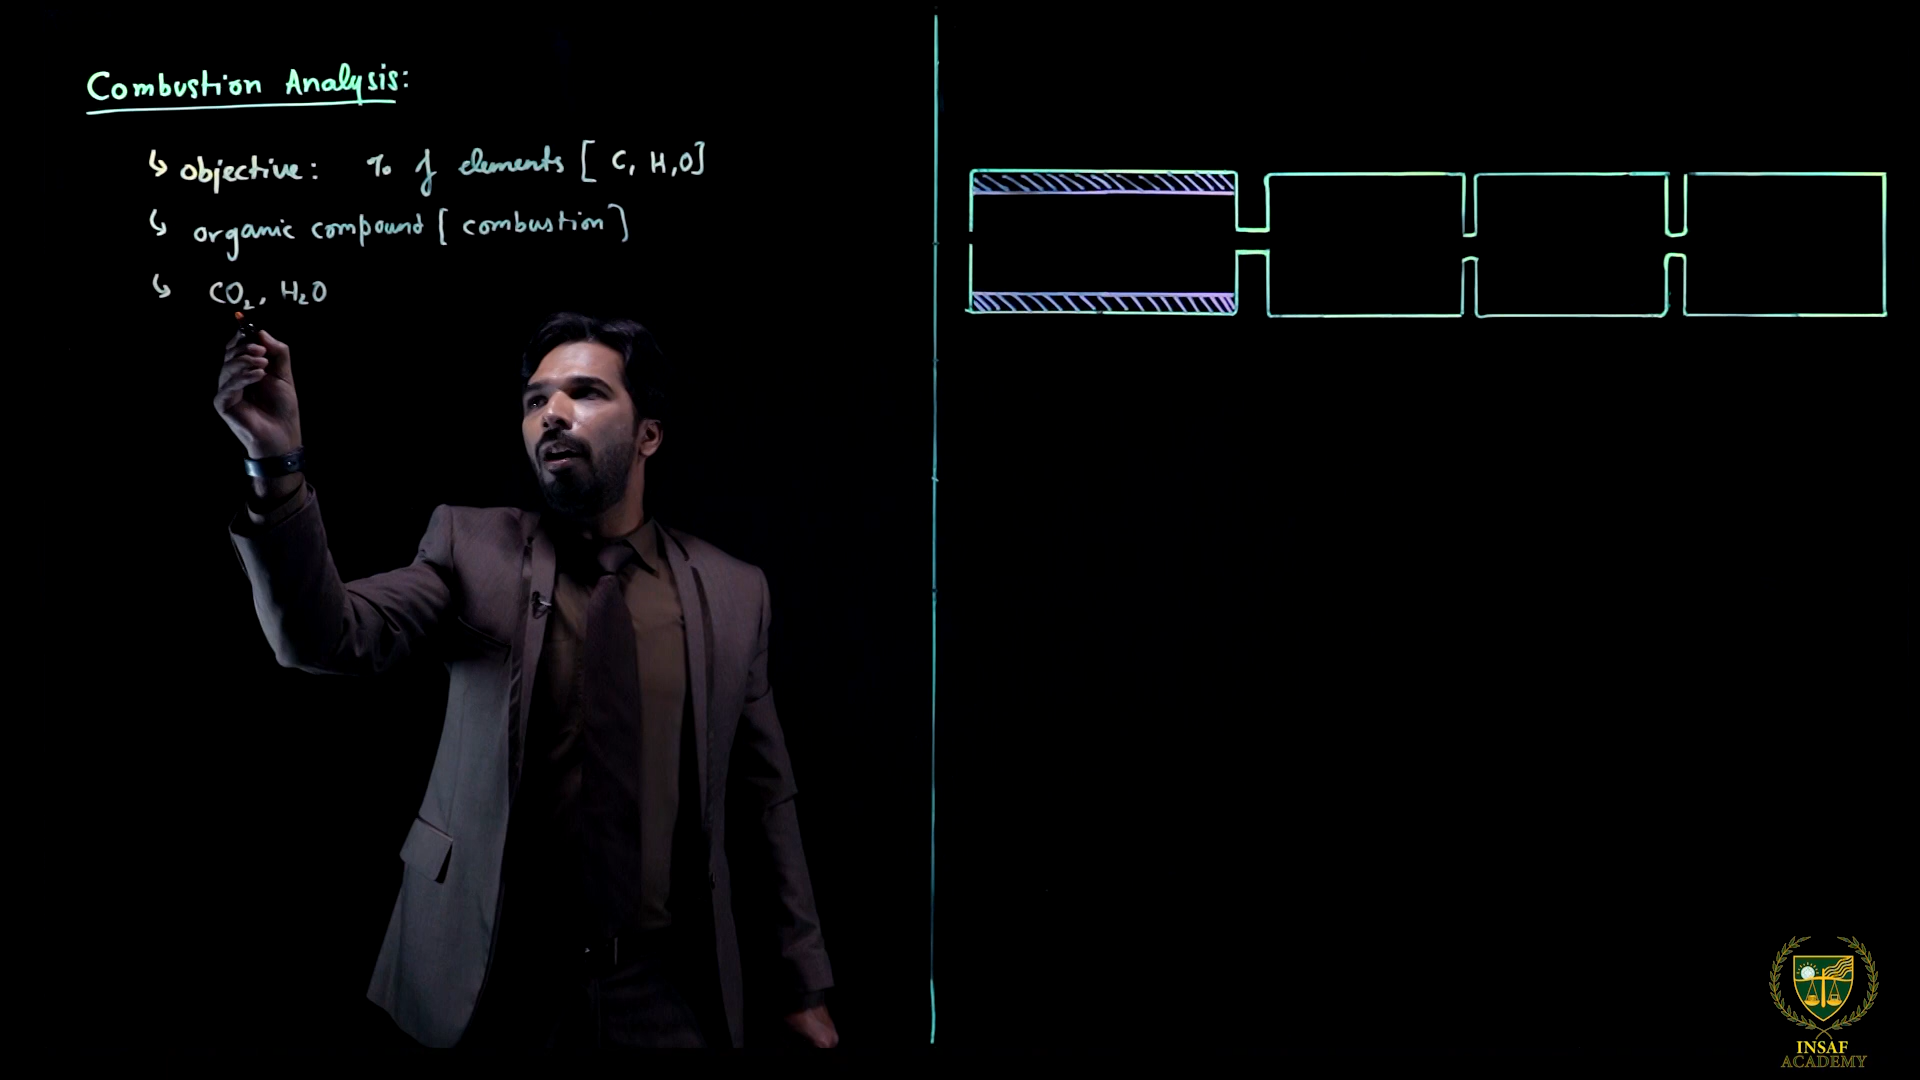 Combustion Analysis:
↳ objective: % of elements [ C, H, O]
↳ organic compound [ combustion ]
↳ CO₂, H₂O
INSAF
ACADEMY